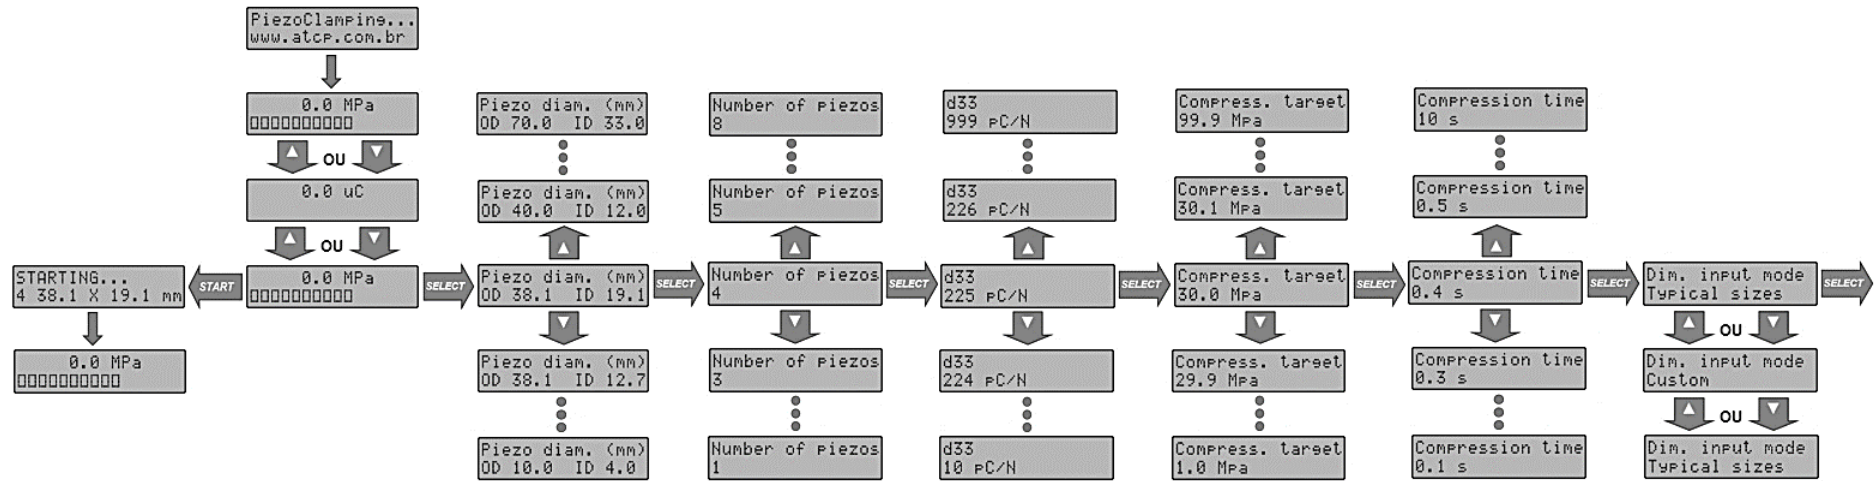 PiezoClamping...
www.atcp.com.br
0.0 MPa
OU
0.0 uC
OU
0.0 MPa
START
STARTING...
4 38.1 X 19.1 mm
0.0 MPa
SELECT
Piezo diam. (mm)
OD 70.0 ID 33.0
Piezo diam. (mm)
OD 40.0 ID 12.0
Piezo diam. (mm)
OD 38.1 ID 19.1
Piezo diam. (mm)
OD 38.1 ID 12.7
Piezo diam. (mm)
OD 10.0 ID 4.0
SELECT
Number of piezos
8
Number of piezos
5
Number of piezos
4
Number of piezos
3
Number of piezos
1
SELECT
d33
999 pC/N
d33
226 pC/N
d33
225 pC/N
d33
224 pC/N
d33
10 pC/N
SELECT
Compress. target
99.9 Mpa
Compress. target
30.1 Mpa
Compress. target
30.0 Mpa
Compress. target
29.9 Mpa
Compress. target
1.0 Mpa
SELECT
Compression time
10 s
Compression time
0.5 s
Compression time
0.4 s
Compression time
0.3 s
Compression time
0.1 s
SELECT
Dim. input mode
Typical sizes
OU
Dim. input mode
Custom
OU
Dim. input mode
Typical sizes
SELECT